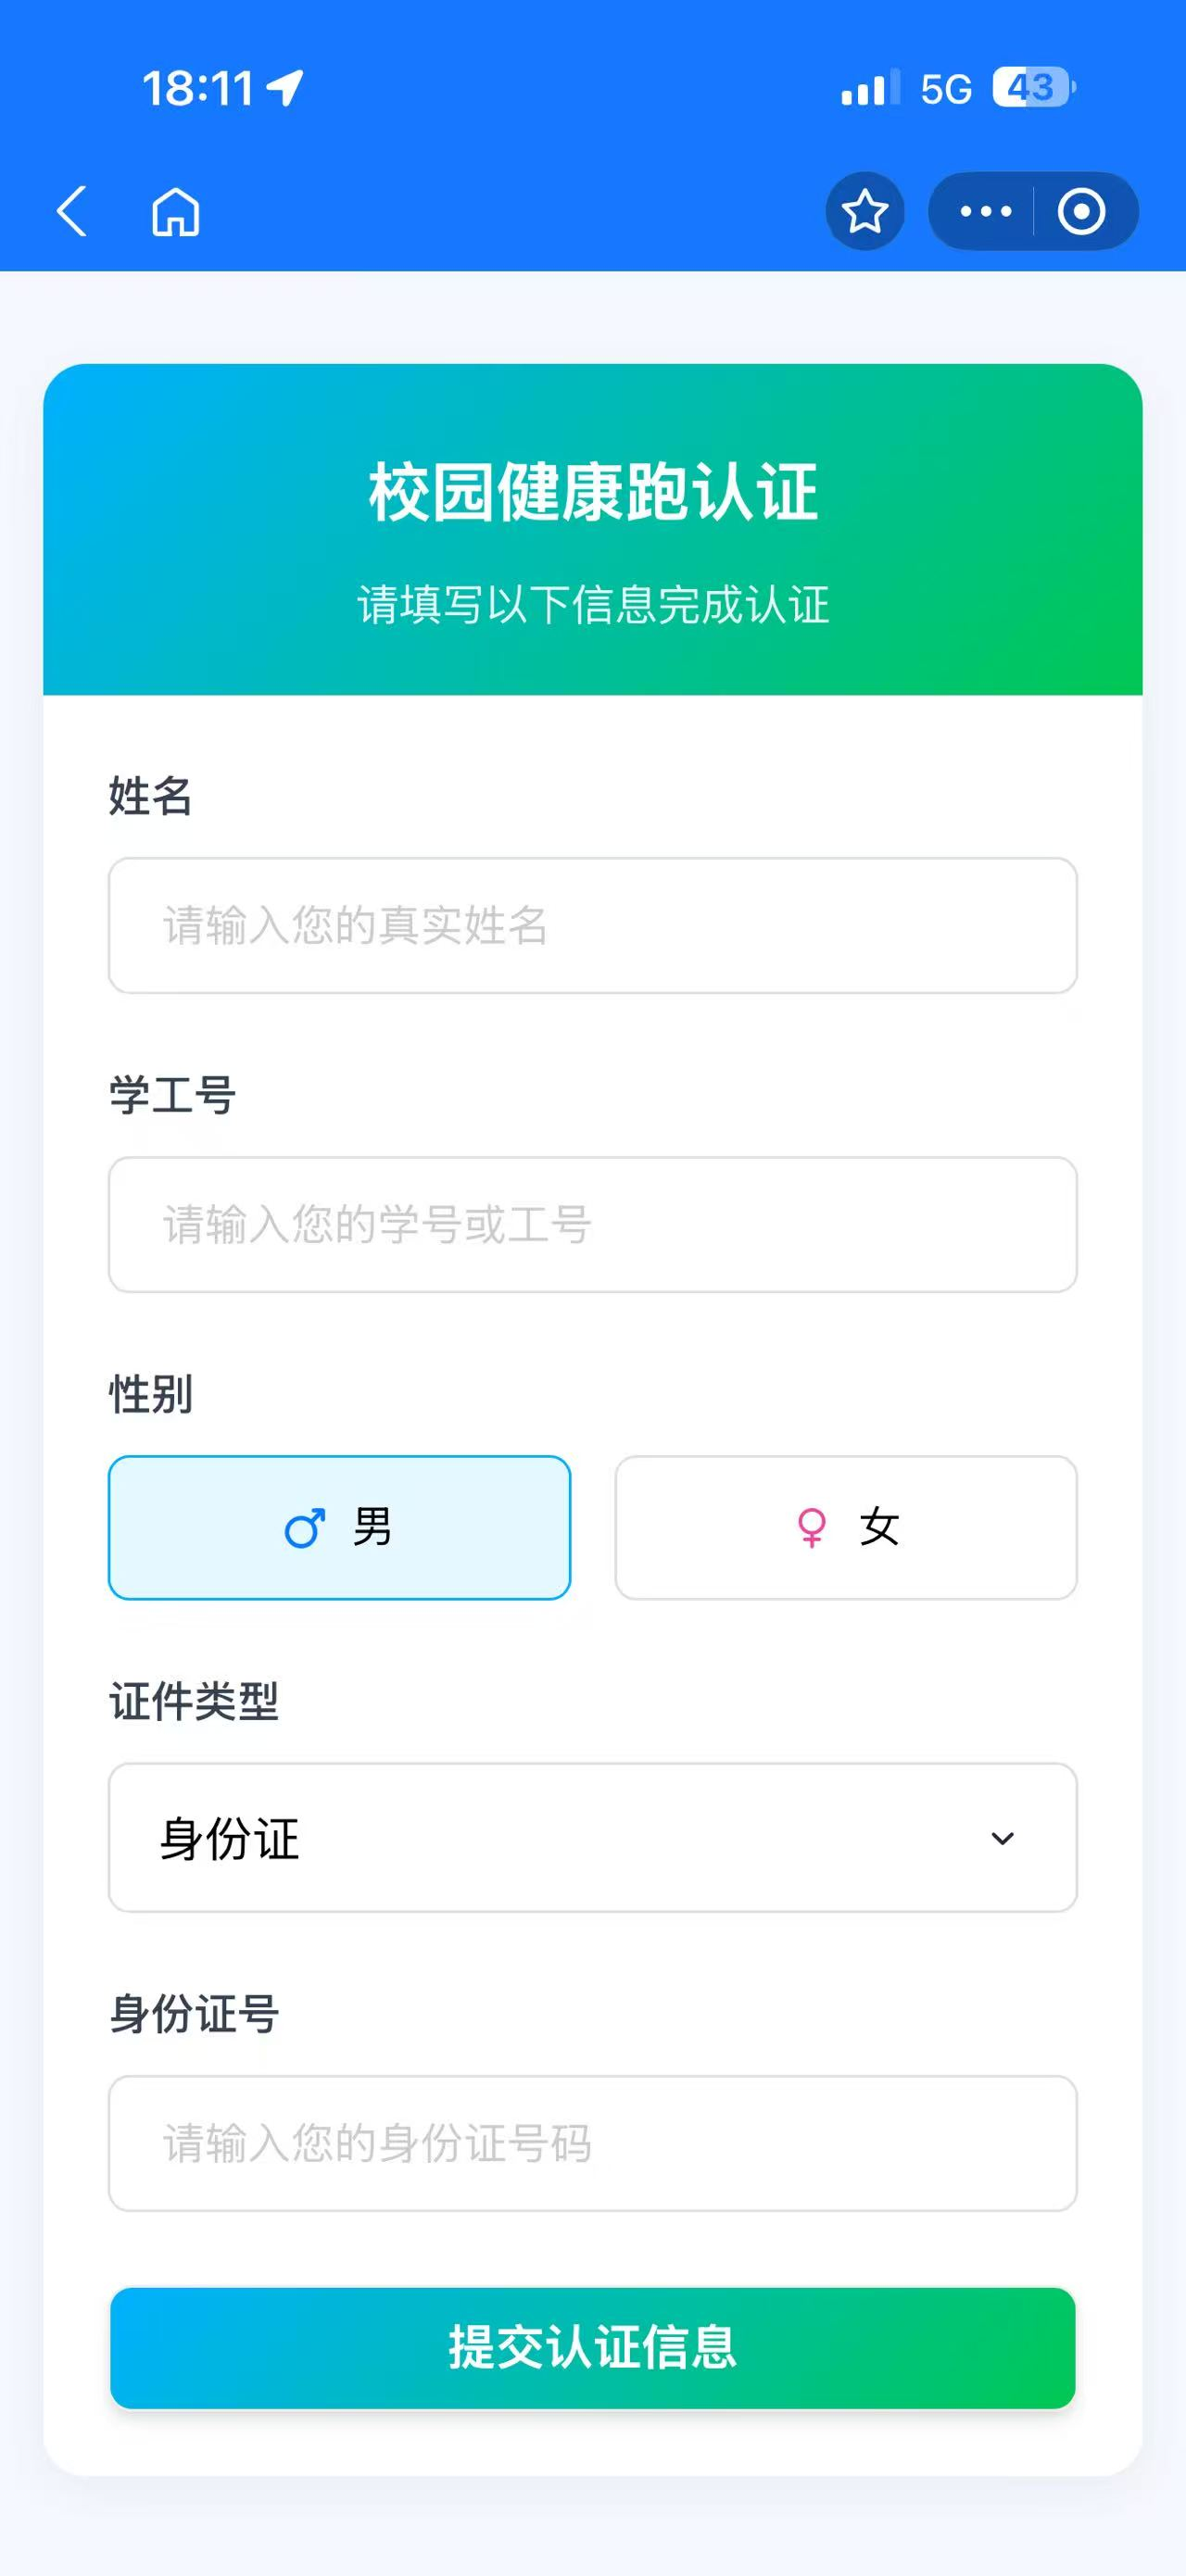 18:11 5G 43
校园健康跑认证
请填写以下信息完成认证
姓名
请输入您的真实姓名
学工号
请输入您的学号或工号
性别
男 女
证件类型
身份证
身份证号
请输入您的身份证号码
提交认证信息